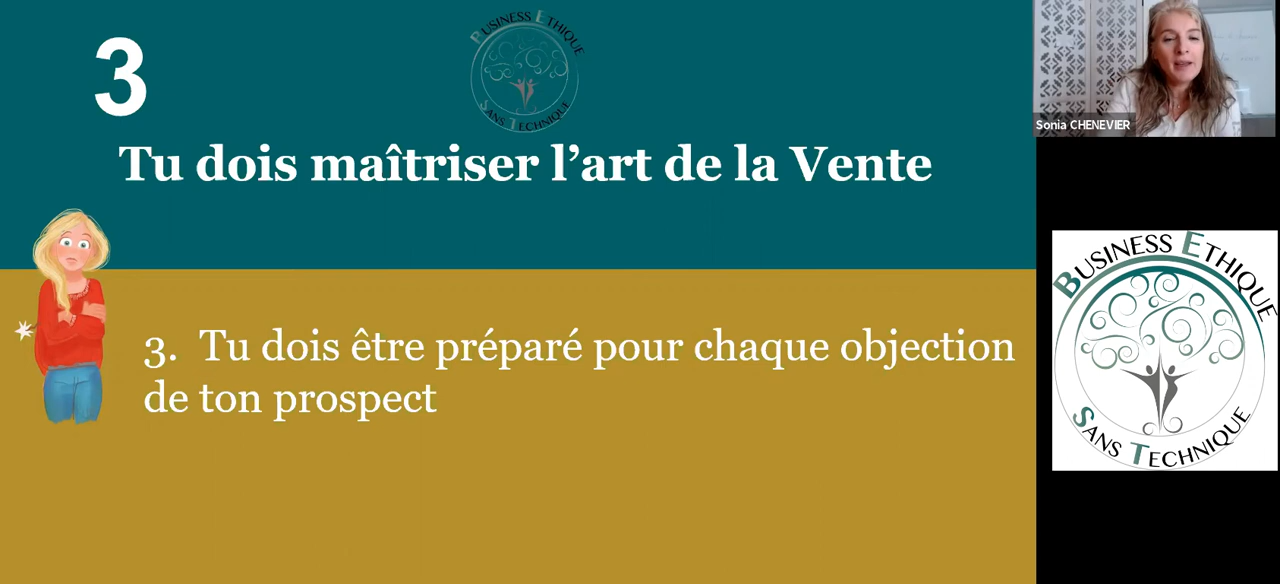 3
BUSINESS ETHIQUE
SANS TECHNIQUE
Tu dois maîtriser l’art de la Vente
3. Tu dois être préparé pour chaque objection
de ton prospect
Sonia CHENEVIER
BUSINESS ETHIQUE
SANS TECHNIQUE